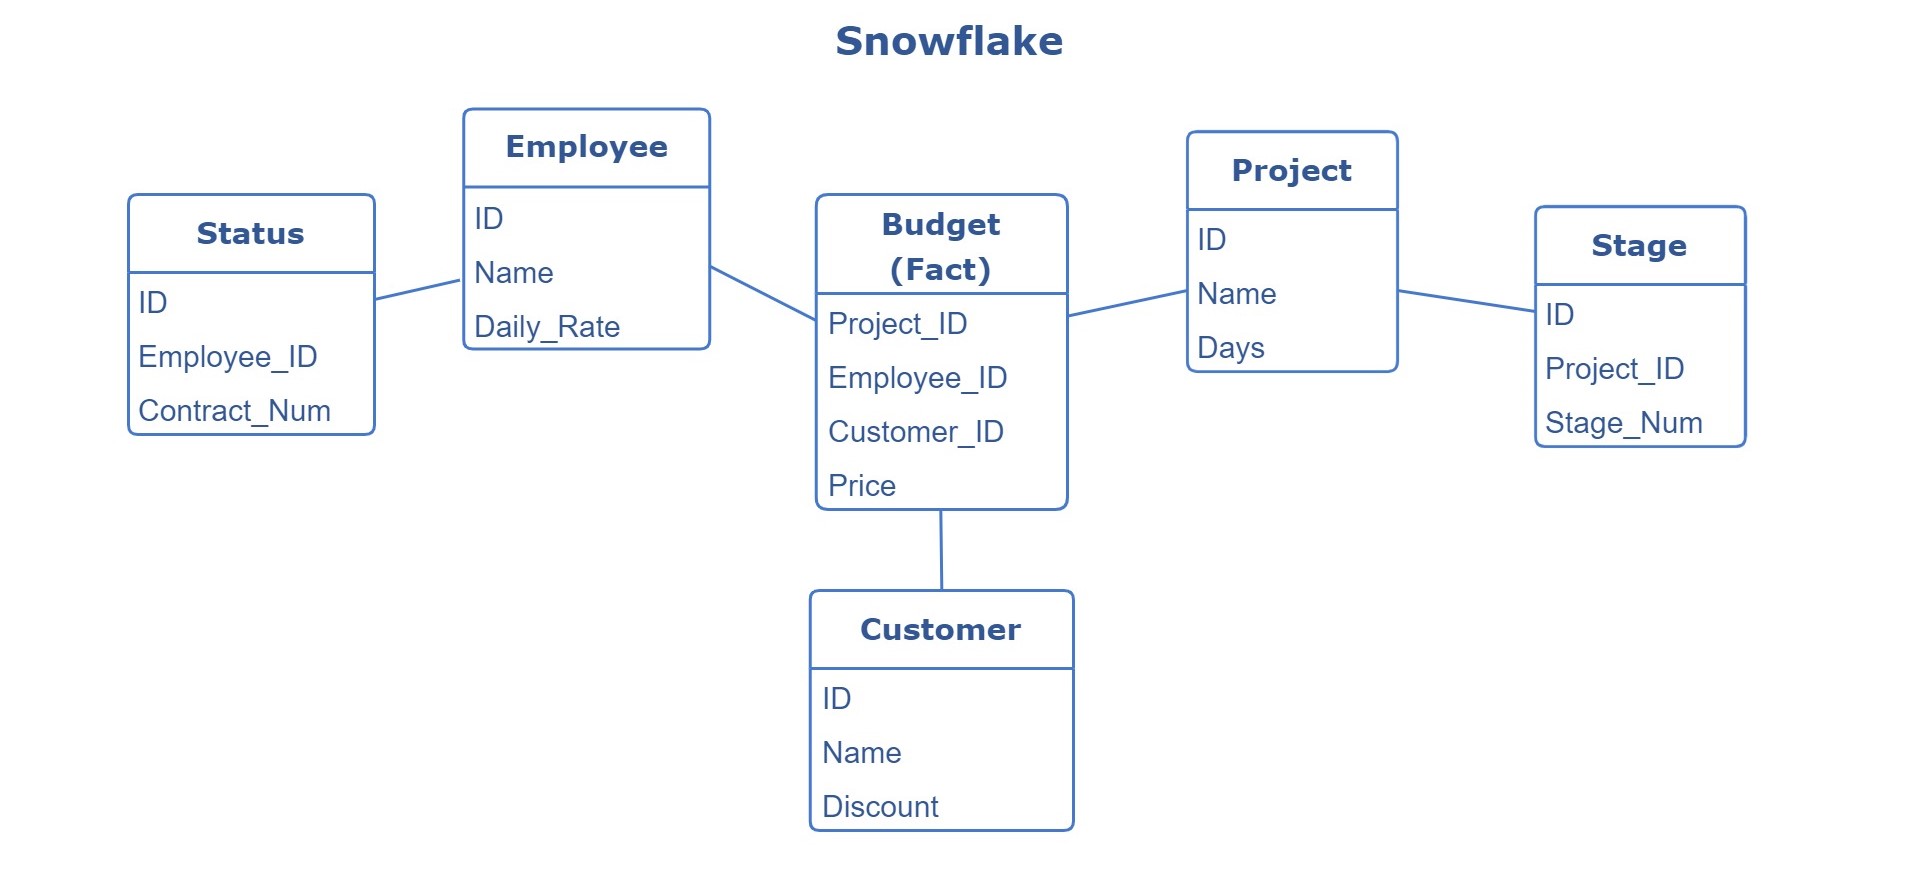 Snowflake
Status
ID
Employee_ID
Contract_Num
Employee
ID
Name
Daily_Rate
Budget
(Fact)
Project_ID
Employee_ID
Customer_ID
Price
Project
ID
Name
Days
Stage
ID
Project_ID
Stage_Num
Customer
ID
Name
Discount